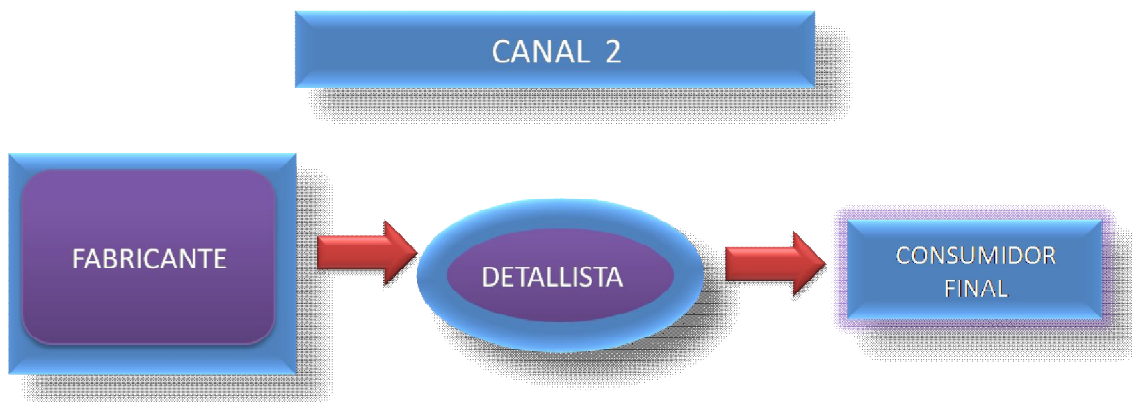 CANAL 2
FABRICANTE
DETALLISTA
CONSUMIDOR
FINAL